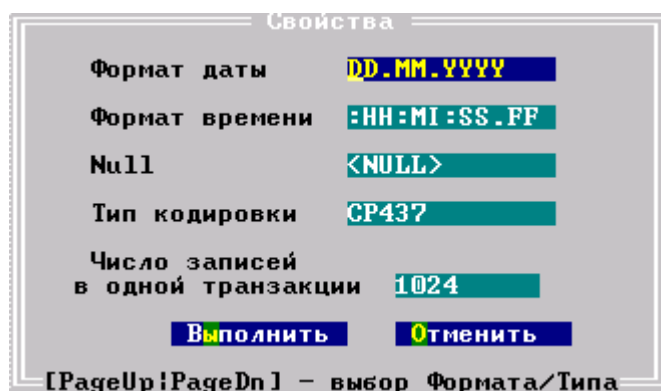 Свойства
Формат даты DD.MM.YYYY
Формат времени :HH:MI:SS.FF
Null <NULL>
Тип кодировки CP437
Число записей
в одной транзакции 1024
Выполнить Отменить
[PageUp¦PageDn] - выбор Формата/Типа